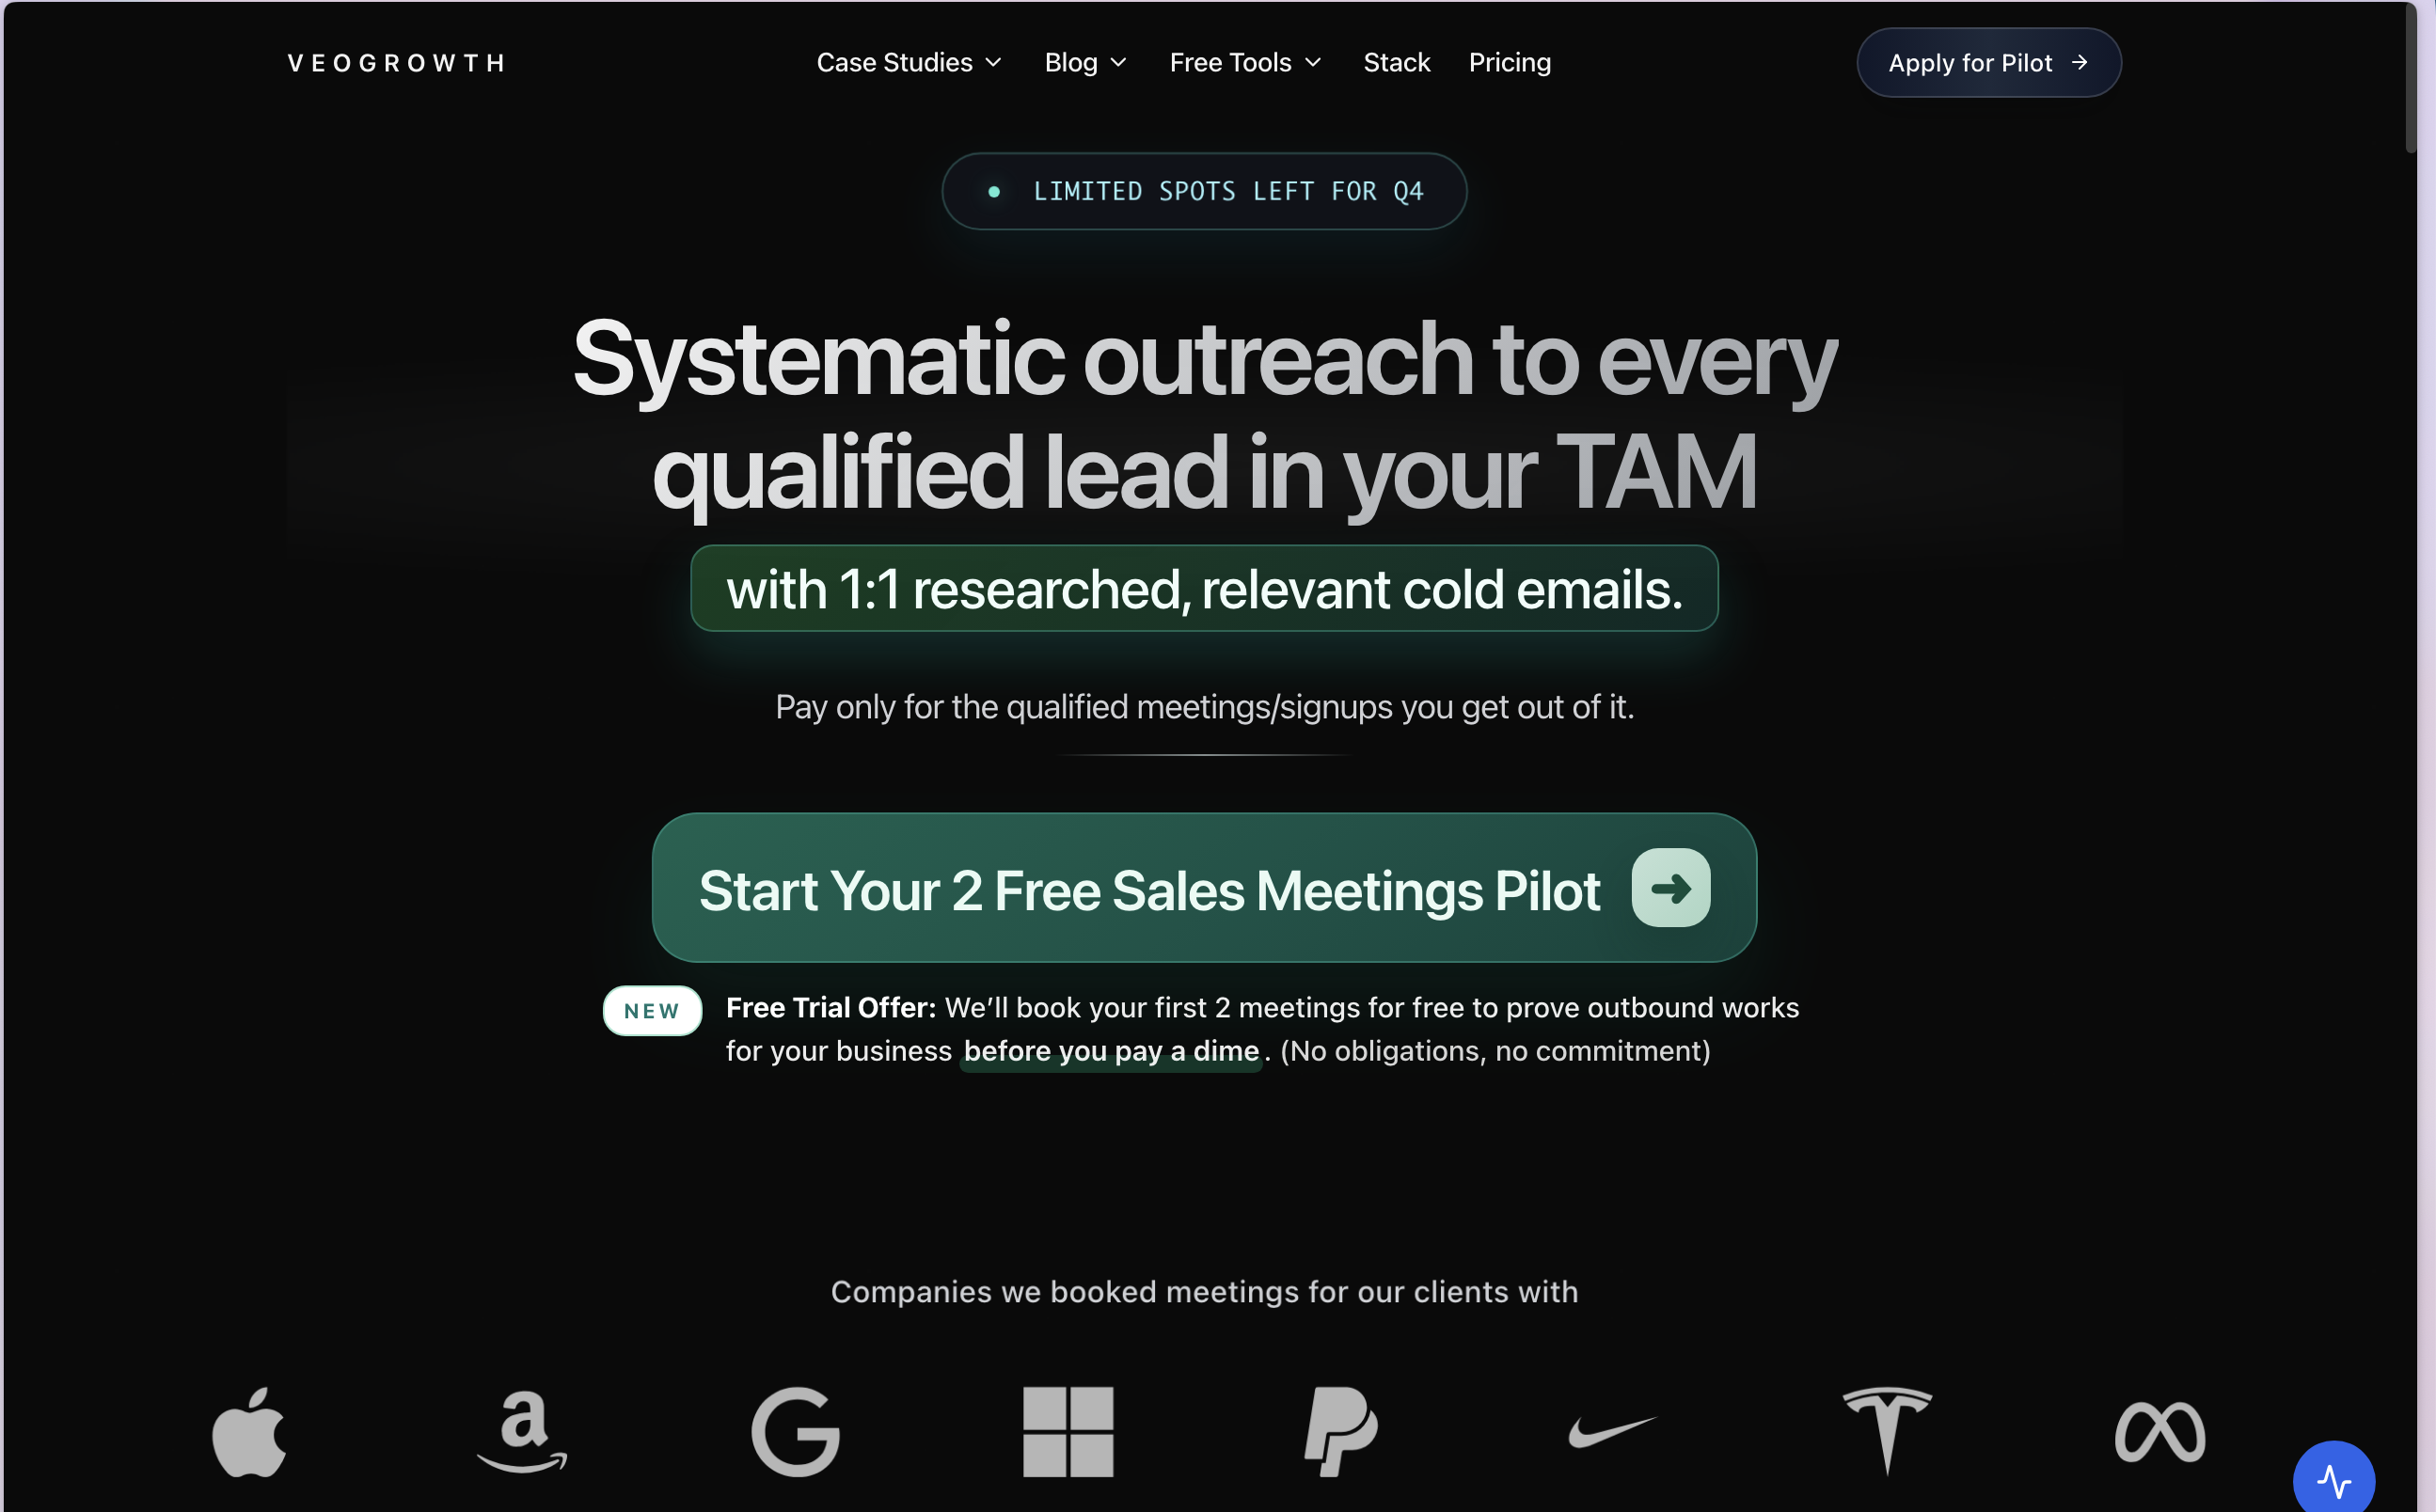 VEOGROWTH
Case Studies
Blog
Free Tools
Stack
Pricing
Apply for Pilot
LIMITED SPOTS LEFT FOR Q4
Systematic outreach to every
qualified lead in your TAM
with 1:1 researched, relevant cold emails.
Pay only for the qualified meetings/signups you get out of it.
Start Your 2 Free Sales Meetings Pilot
NEW
Free Trial Offer: We’ll book your first 2 meetings for free to prove outbound works
for your business before you pay a dime. (No obligations, no commitment)
Companies we booked meetings for our clients with